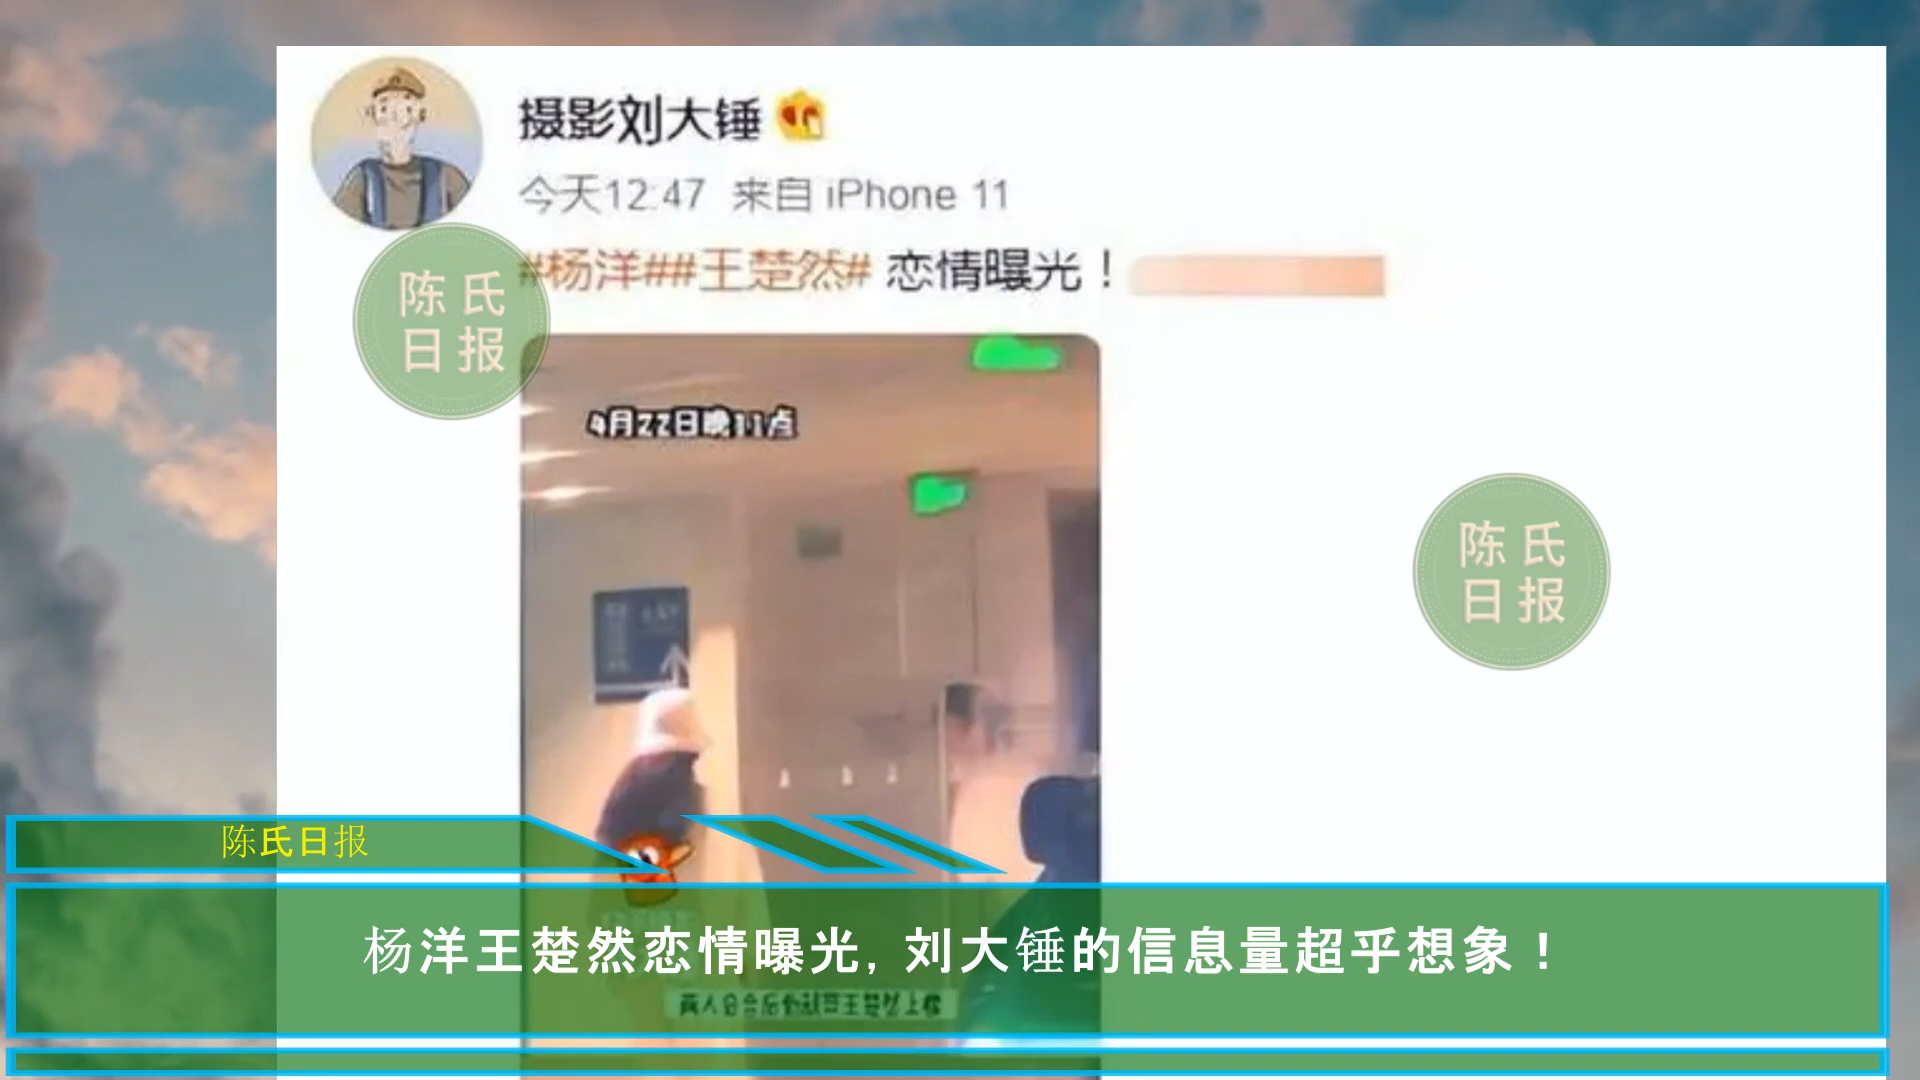 摄影刘大锤
今天12:47 来自 iPhone 11
#杨洋##王楚然# 恋情曝光！
陈氏
日报
4月22日晚11点
陈氏
日报
陈氏日报
杨洋王楚然恋情曝光，刘大锤的信息量超乎想象！